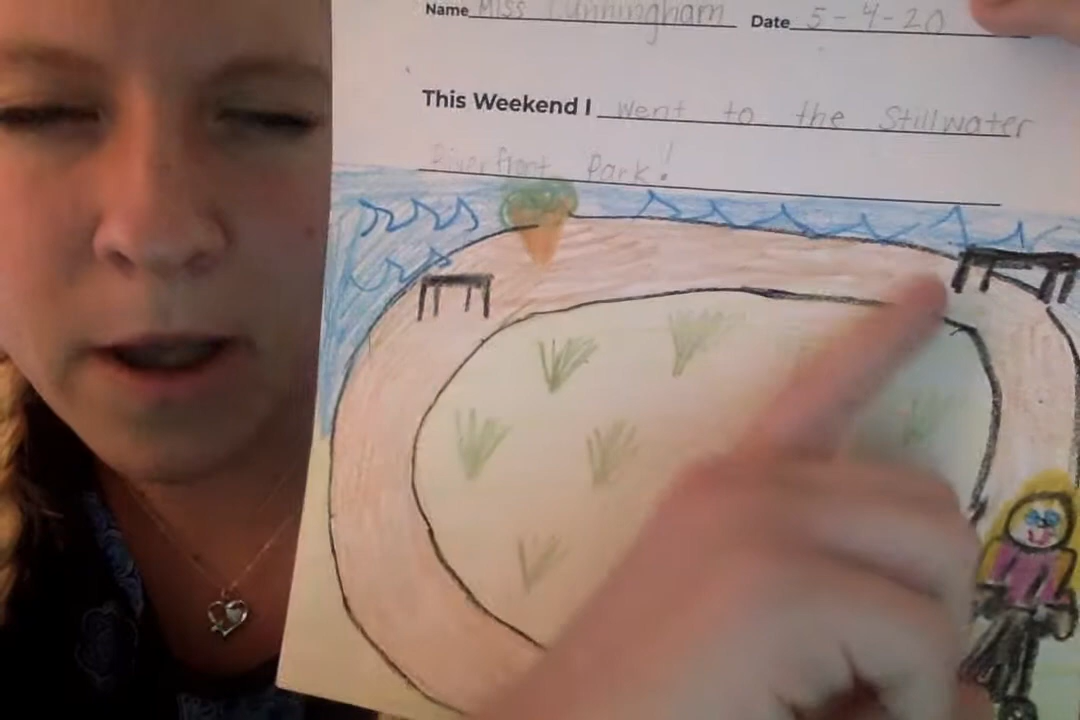 Name Miss Cunningham Date 5-4-20
This Weekend I went to the Stillwater
Riverfront Park!